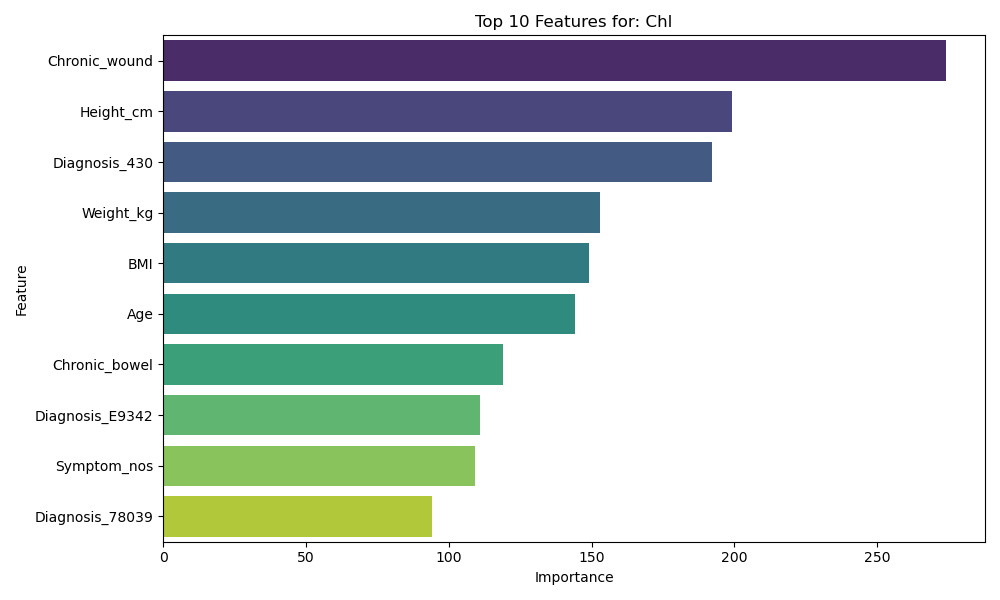 Top 10 Features for: Chl
Chronic_wound
Height_cm
Diagnosis_430
Weight_kg
BMI
Age
Chronic_bowel
Diagnosis_E9342
Symptom_nos
Diagnosis_78039
Feature
0 50 100 150 200 250
Importance